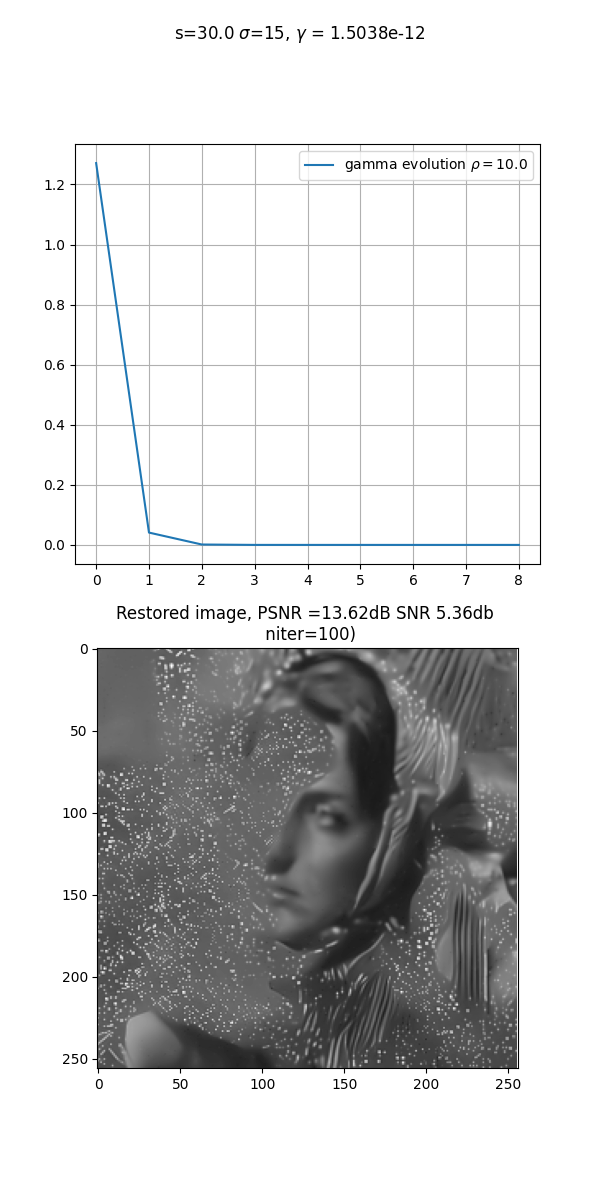 s=30.0 σ=15, γ = 1.5038e-12
gamma evolution ρ = 10.0
1.2
1.0
0.8
0.6
0.4
0.2
0.0
0 1 2 3 4 5 6 7 8
Restored image, PSNR =13.62dB SNR 5.36db
niter=100)
0
50
100
150
200
250
0 50 100 150 200 250